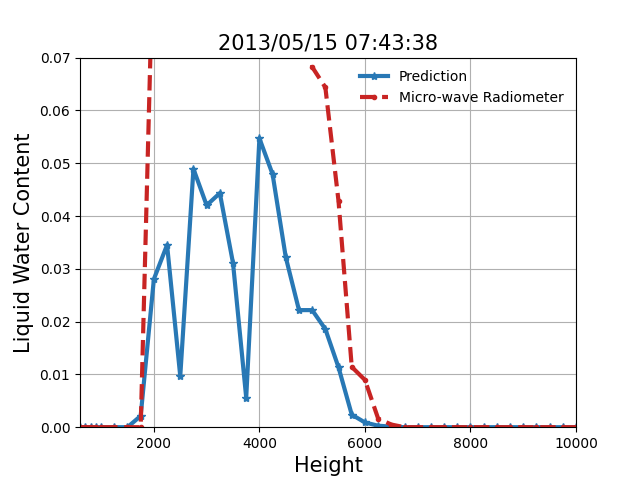 2013/05/15 07:43:38
Prediction
Micro-wave Radiometer
Liquid Water Content
0.07
0.06
0.05
0.04
0.03
0.02
0.01
0.00
2000 4000 6000 8000 10000
Height